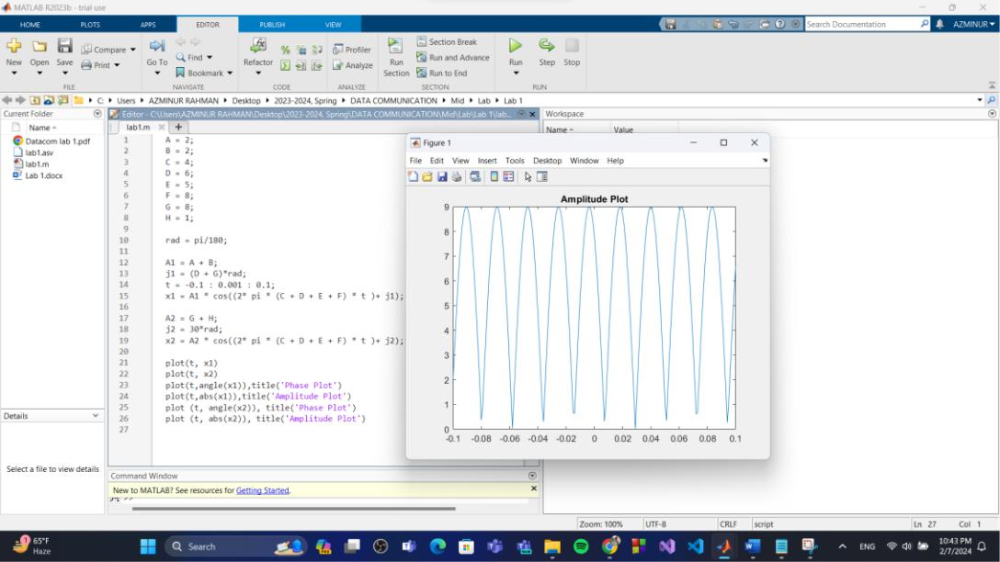 MATLAB R2023b - trial use
HOME PLOTS APPS EDITOR PUBLISH VIEW Search Documentation AZMINUR
New Open Save Compare Print Go To Find Bookmark Refactor Profiler Analyze Run Section Section Break Run and Advance Run to End Run Step Stop
FILE NAVIGATE CODE ANALYZE SECTION RUN
C: Users AZMINUR RAHMAN Desktop 2023-2024, Spring DATA COMMUNICATION Mid Lab Lab 1
Current Folder
Name
Datacom lab 1.pdf
lab1.asv
lab1.m
Lab 1.docx
Details
Select a file to view details
Editor - C:\Users\AZMINUR RAHMAN\Desktop\2023-2024, Spring\DATA COMMUNICATION\Mid\Lab\Lab 1\lab...
lab1.m
1 A = 2;
2 B = 2;
3 C = 4;
4 D = 6;
5 E = 5;
6 F = 8;
7 G = 8;
8 H = 1;
9
10 rad = pi/180;
11
12 A1 = A + B;
13 j1 = (D + G)*rad;
14 t = -0.1 : 0.001 : 0.1;
15 x1 = A1 * cos((2* pi * (C + D + E + F) * t )+ j1);
16
17 A2 = G + H;
18 j2 = 30*rad;
19 x2 = A2 * cos((2* pi * (C + D + E + F) * t )+ j2);
20
21 plot(t, x1)
22 plot(t, x2)
23 plot(t,angle(x1)),title('Phase Plot')
24 plot(t,abs(x1)),title('Amplitude Plot')
25 plot (t, angle(x2)), title('Phase Plot')
26 plot (t, abs(x2)), title('Amplitude Plot')
27
Command Window
New to MATLAB? See resources for Getting Started.
Workspace
Name Value
Figure 1
File Edit View Insert Tools Desktop Window Help
Amplitude Plot
9
8
7
6
5
4
3
2
1
0
-0.1 -0.08 -0.06 -0.04 -0.02 0 0.02 0.04 0.06 0.08 0.1
Zoom: 100% UTF-8 CRLF script Ln 27 Col 1
65°F
Haze
Search
ENG
10:43 PM
2/7/2024